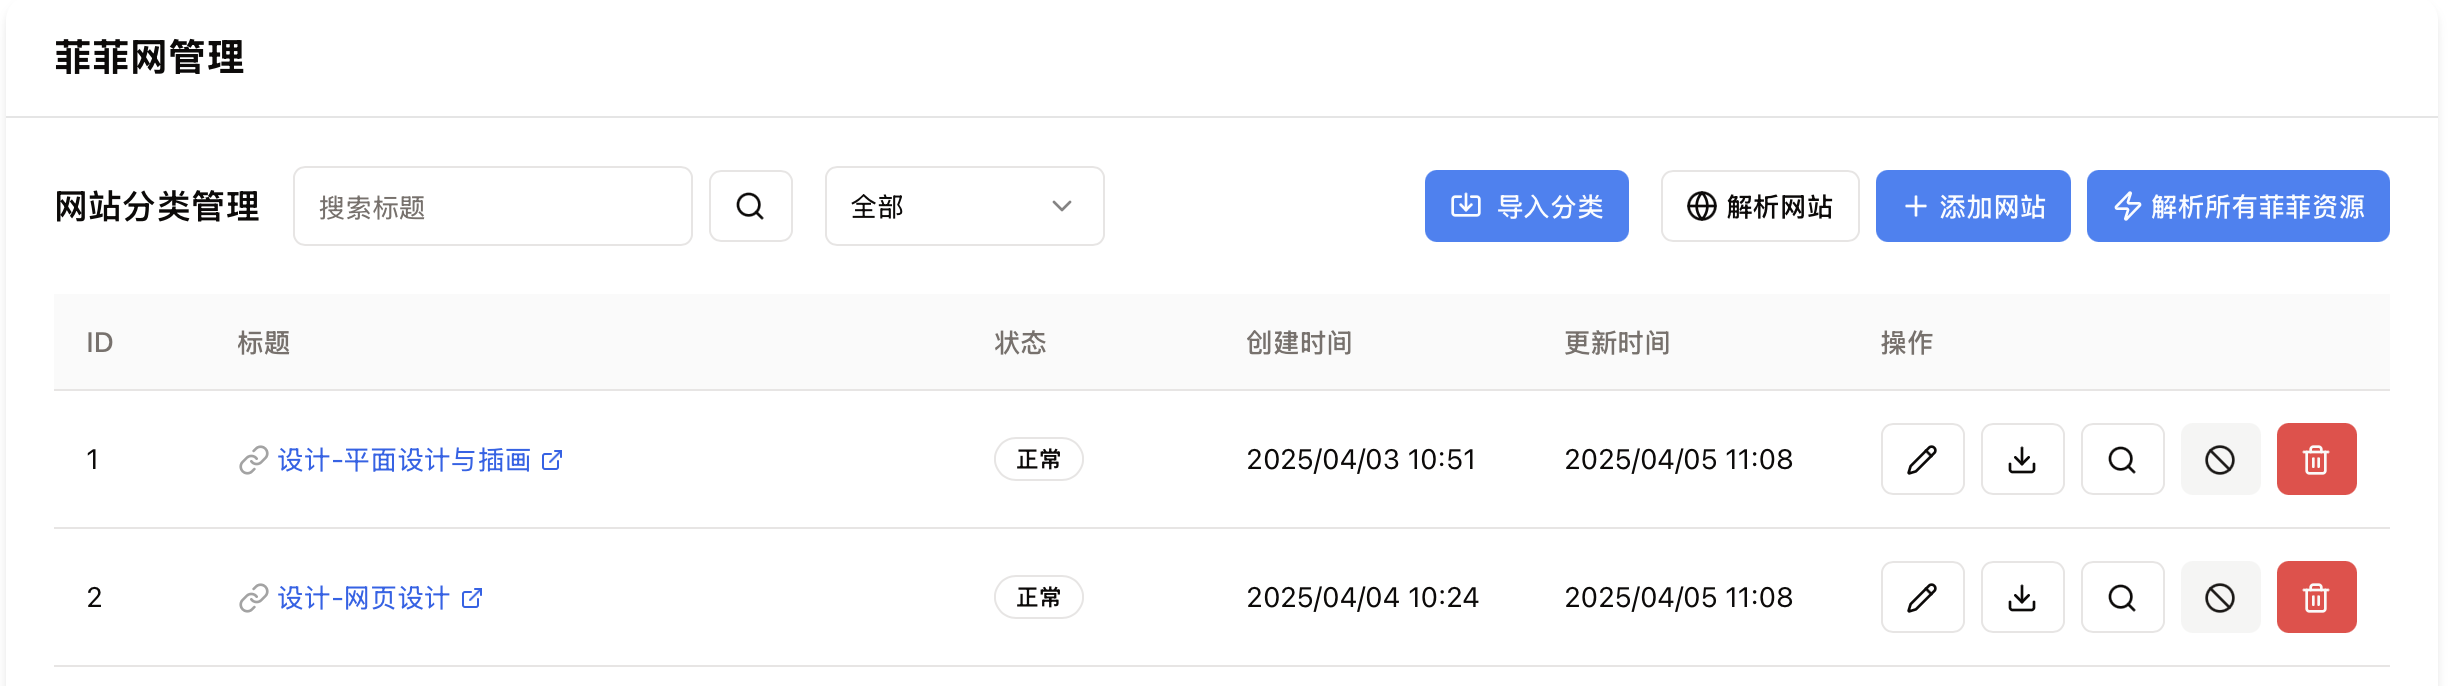 菲菲网管理
网站分类管理 搜索标题 全部 导入分类 解析网站 添加网站 解析所有菲菲资源
ID 标题 状态 创建时间 更新时间 操作
1 设计-平面设计与插画 正常 2025/04/03 10:51 2025/04/05 11:08
2 设计-网页设计 正常 2025/04/04 10:24 2025/04/05 11:08